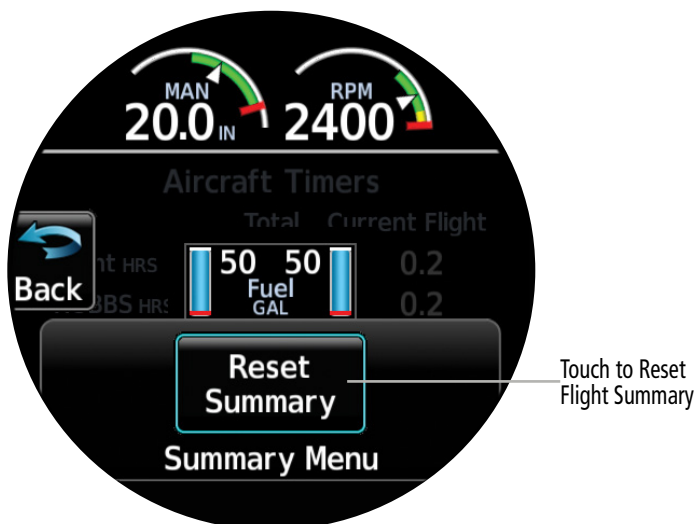 MAN
20.0 IN
RPM
2400
Aircraft Timers
Total Current Flight
Back
HRS
50 50
0.2
Fuel
GAL
HRS
0.2
Reset
Summary
Summary Menu
Touch to Reset
Flight Summary